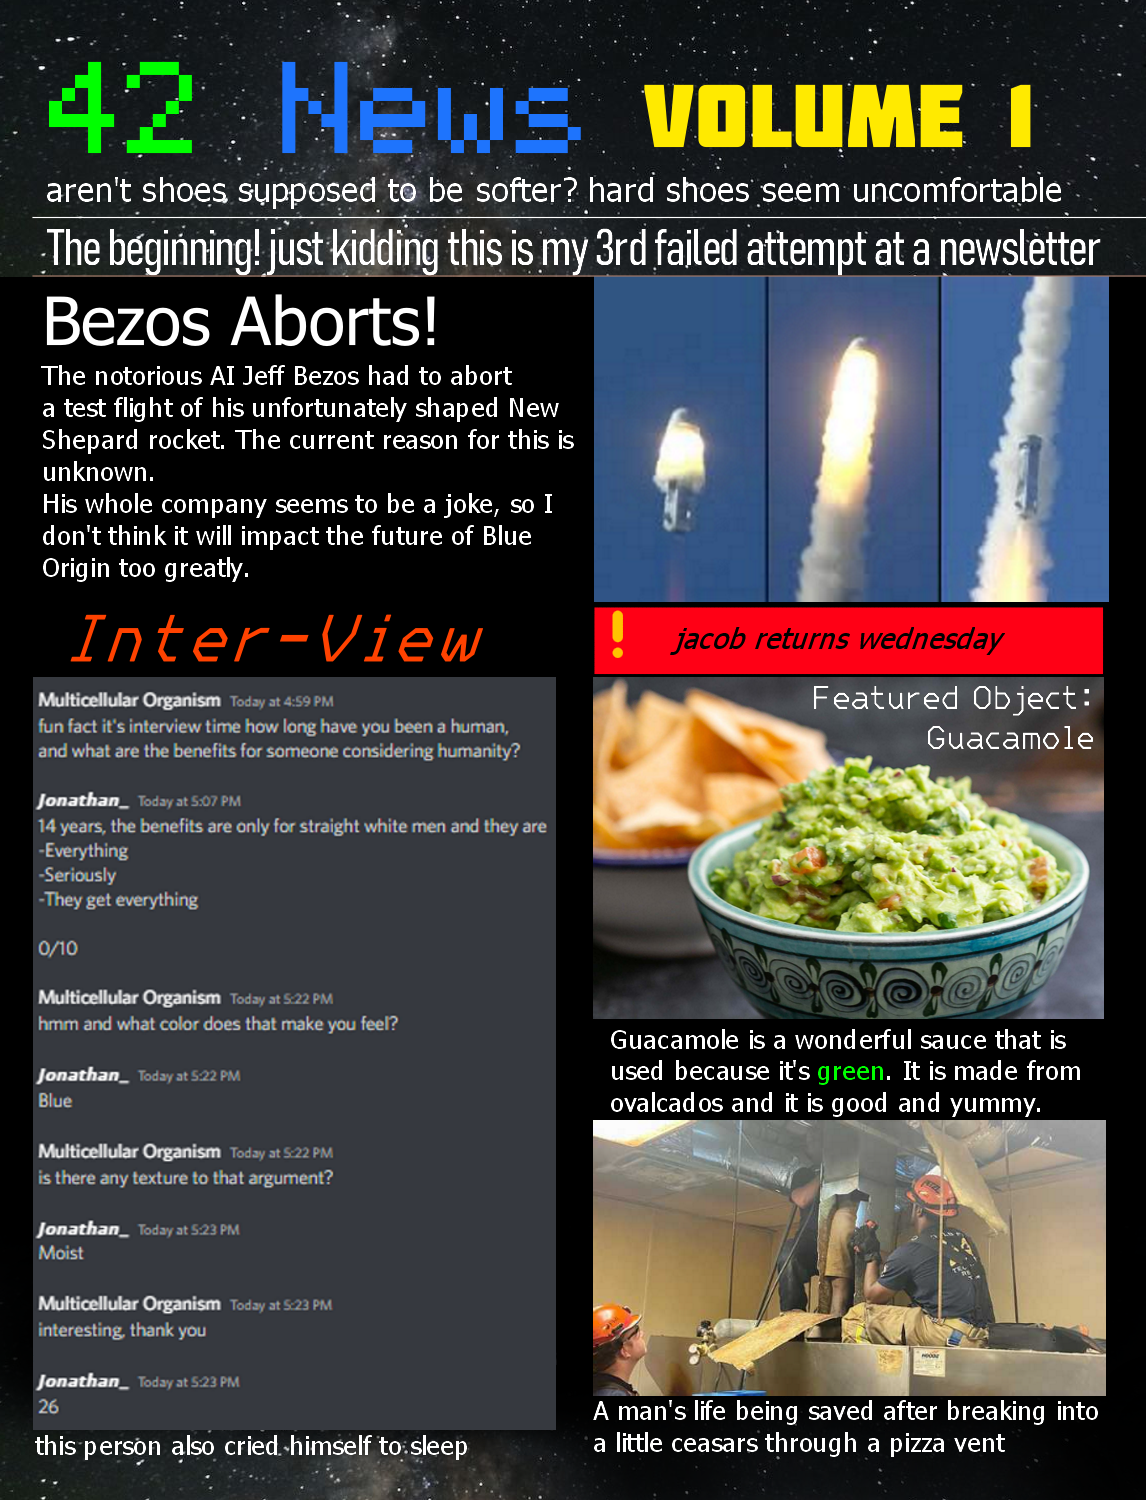 42 News VOLUME 1
aren't shoes supposed to be softer? hard shoes seem uncomfortable
The beginning! just kidding this is my 3rd failed attempt at a newsletter
Bezos Aborts!
The notorious AI Jeff Bezos had to abort
a test flight of his unfortunately shaped New
Shepard rocket. The current reason for this is
unknown.
His whole company seems to be a joke, so I
don't think it will impact the future of Blue
Origin too greatly.
Inter-View
Multicellular Organism Today at 4:59 PM
fun fact it's interview time how long have you been a human,
and what are the benefits for someone considering humanity?
Jonathan_ Today at 5:07 PM
14 years, the benefits are only for straight white men and they are
-Everything
-Seriously
-They get everything
0/10
Multicellular Organism Today at 5:22 PM
hmm and what color does that make you feel?
Jonathan_ Today at 5:22 PM
Blue
Multicellular Organism Today at 5:22 PM
is there any texture to that argument?
Jonathan_ Today at 5:23 PM
Moist
Multicellular Organism Today at 5:23 PM
interesting, thank you
Jonathan_ Today at 5:23 PM
26
this person also cried himself to sleep
! jacob returns wednesday
Featured Object:
Guacamole
Guacamole is a wonderful sauce that is
used because it's green. It is made from
ovalcados and it is good and yummy.
A man's life being saved after breaking into
a little ceasars through a pizza vent